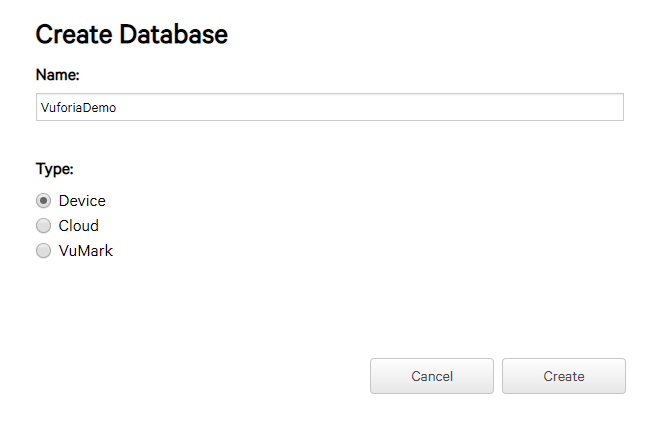 Create Database
Name:
VuforiaDemo
Type:
Device
Cloud
VuMark
Cancel Create